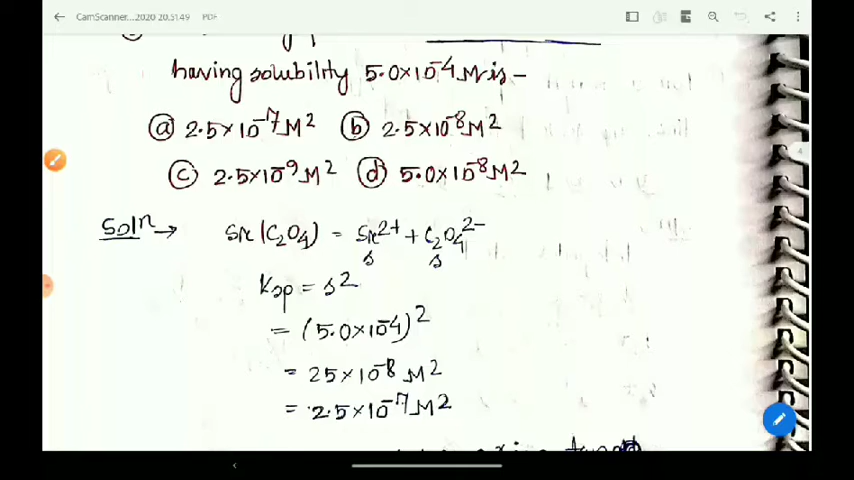 CamScanner...2020 20.51.49 PDF
having solubility 5.0×10⁻⁴ M is –
ⓐ 2.5×10⁻⁷ M² ⓑ 2.5×10⁻⁸ M²
ⓒ 2.5×10⁻⁹ M² ⓓ 5.0×10⁻⁸ M²
Solⁿ → Sr(C₂O₄) = Sr²⁺ + C₂O₄²⁻
s s
Ksp = s²
= (5.0×10⁻⁴)²
= 25×10⁻⁸ M²
= 2.5×10⁻⁷ M²
4